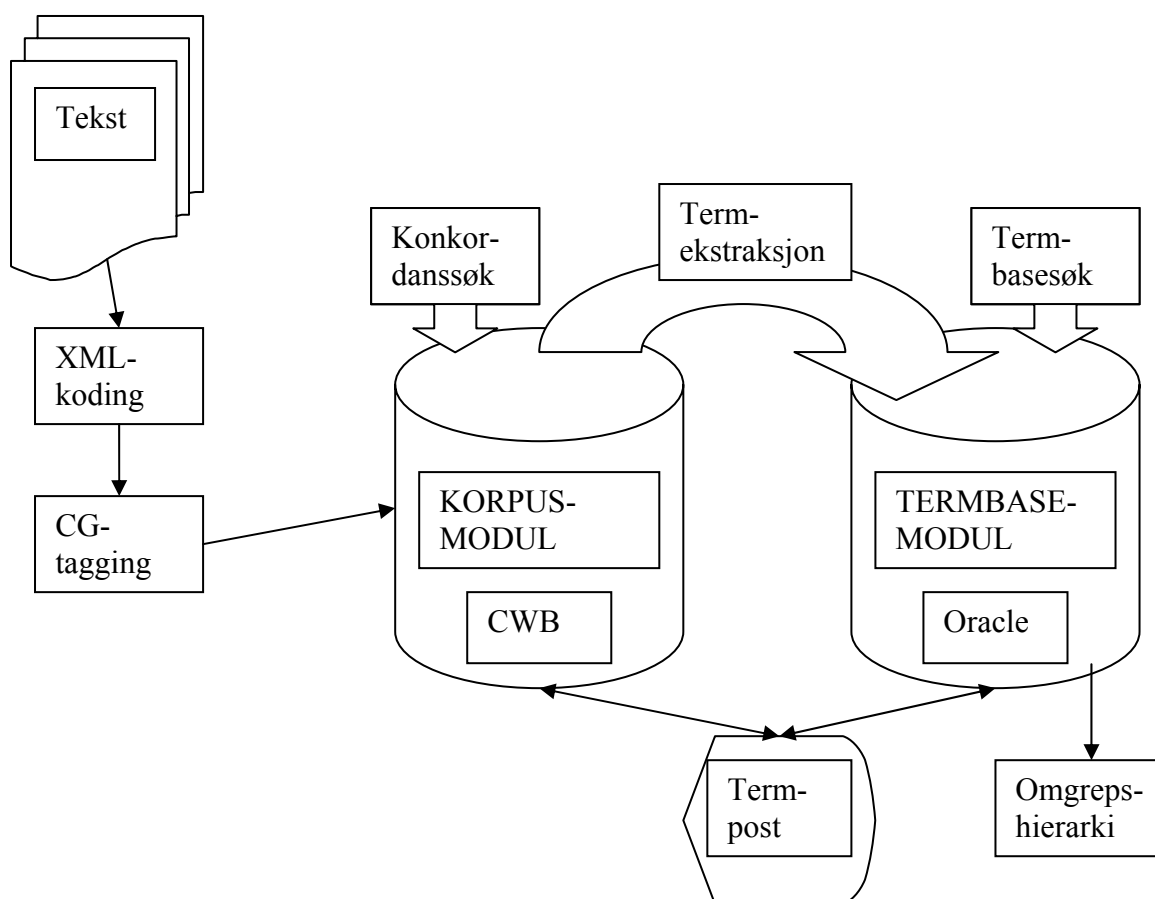 Tekst
Konkor-
danssøk
Term-
ekstraksjon
Term-
basesøk
XML-
koding
CG-
tagging
KORPUS-
MODUL
CWB
TERMBASE-
MODUL
Oracle
Term-
post
Omgreps-
hierarki